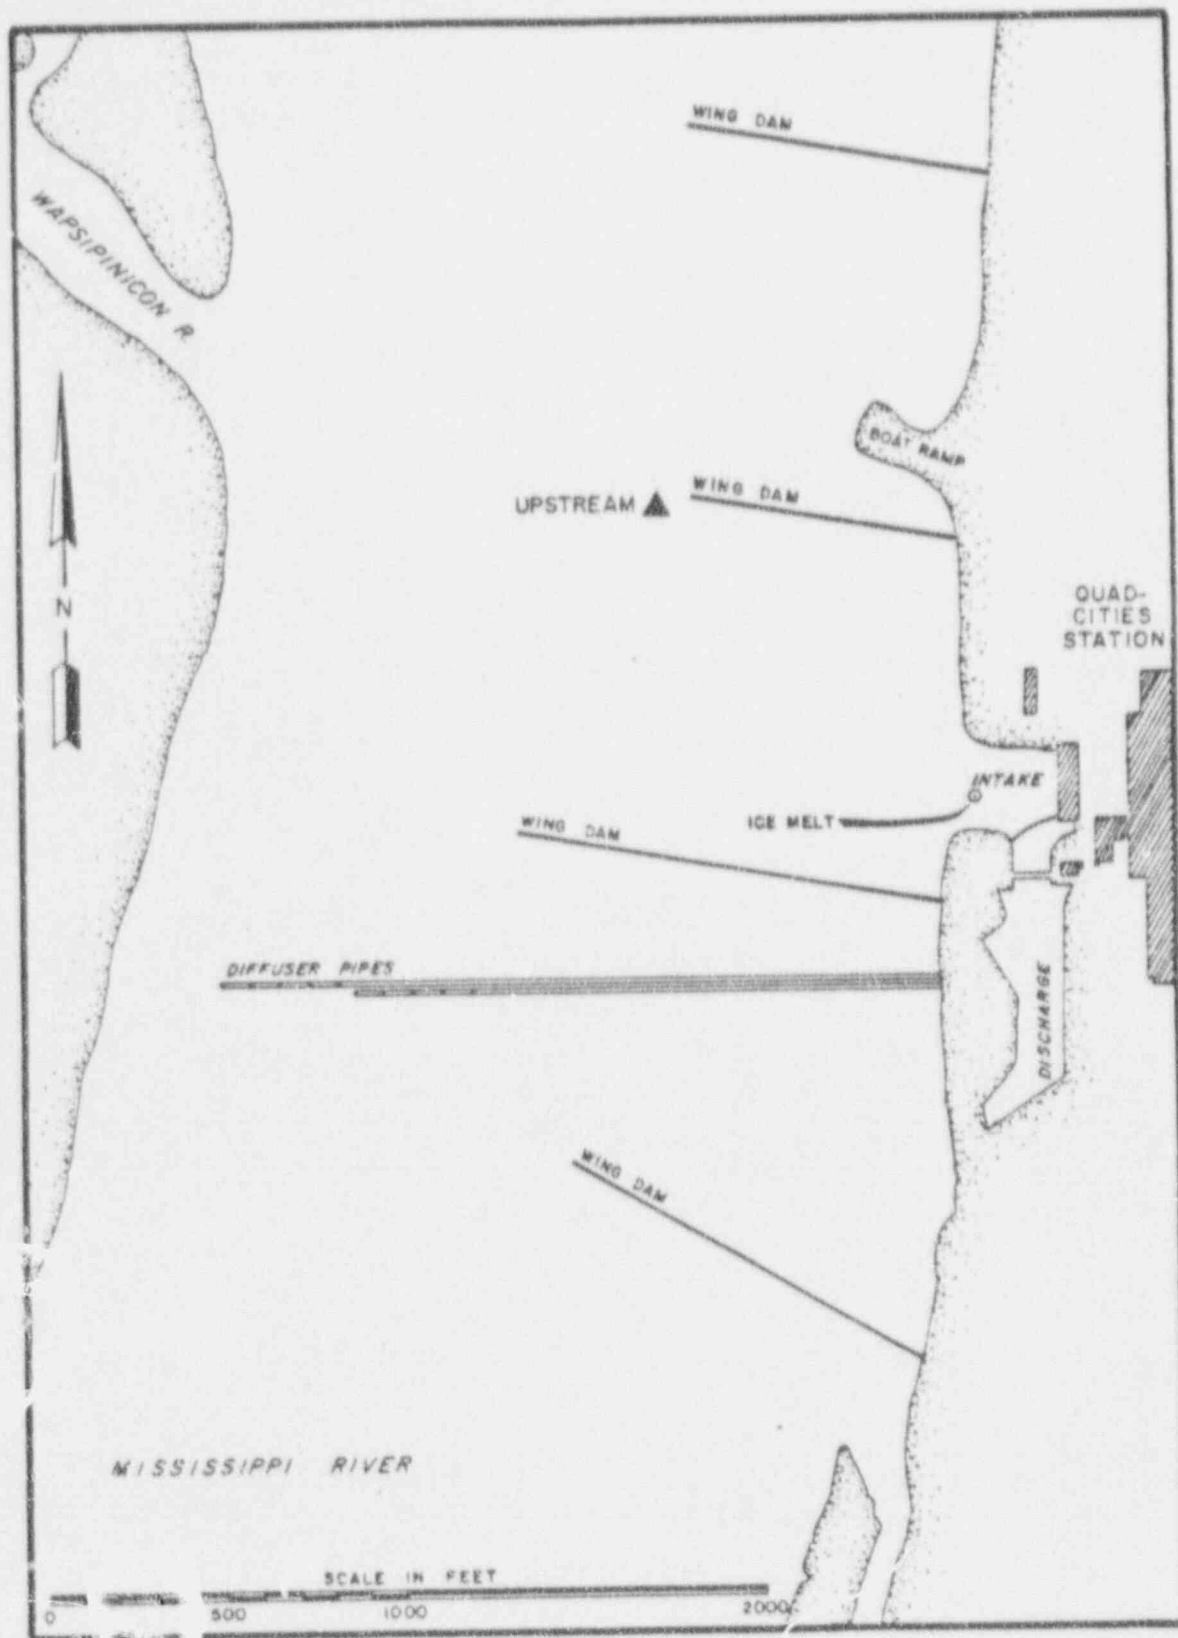 WING DAM
WAPSIPINICON R.
BOAT RAMP
WING DAM
UPSTREAM
N
QUAD-
CITIES
STATION
INTAKE
ICE MELT
WING DAM
DIFFUSER PIPES
DISCHARGE
WING DAM
MISSISSIPPI RIVER
SCALE IN FEET
0 500 1000 2000